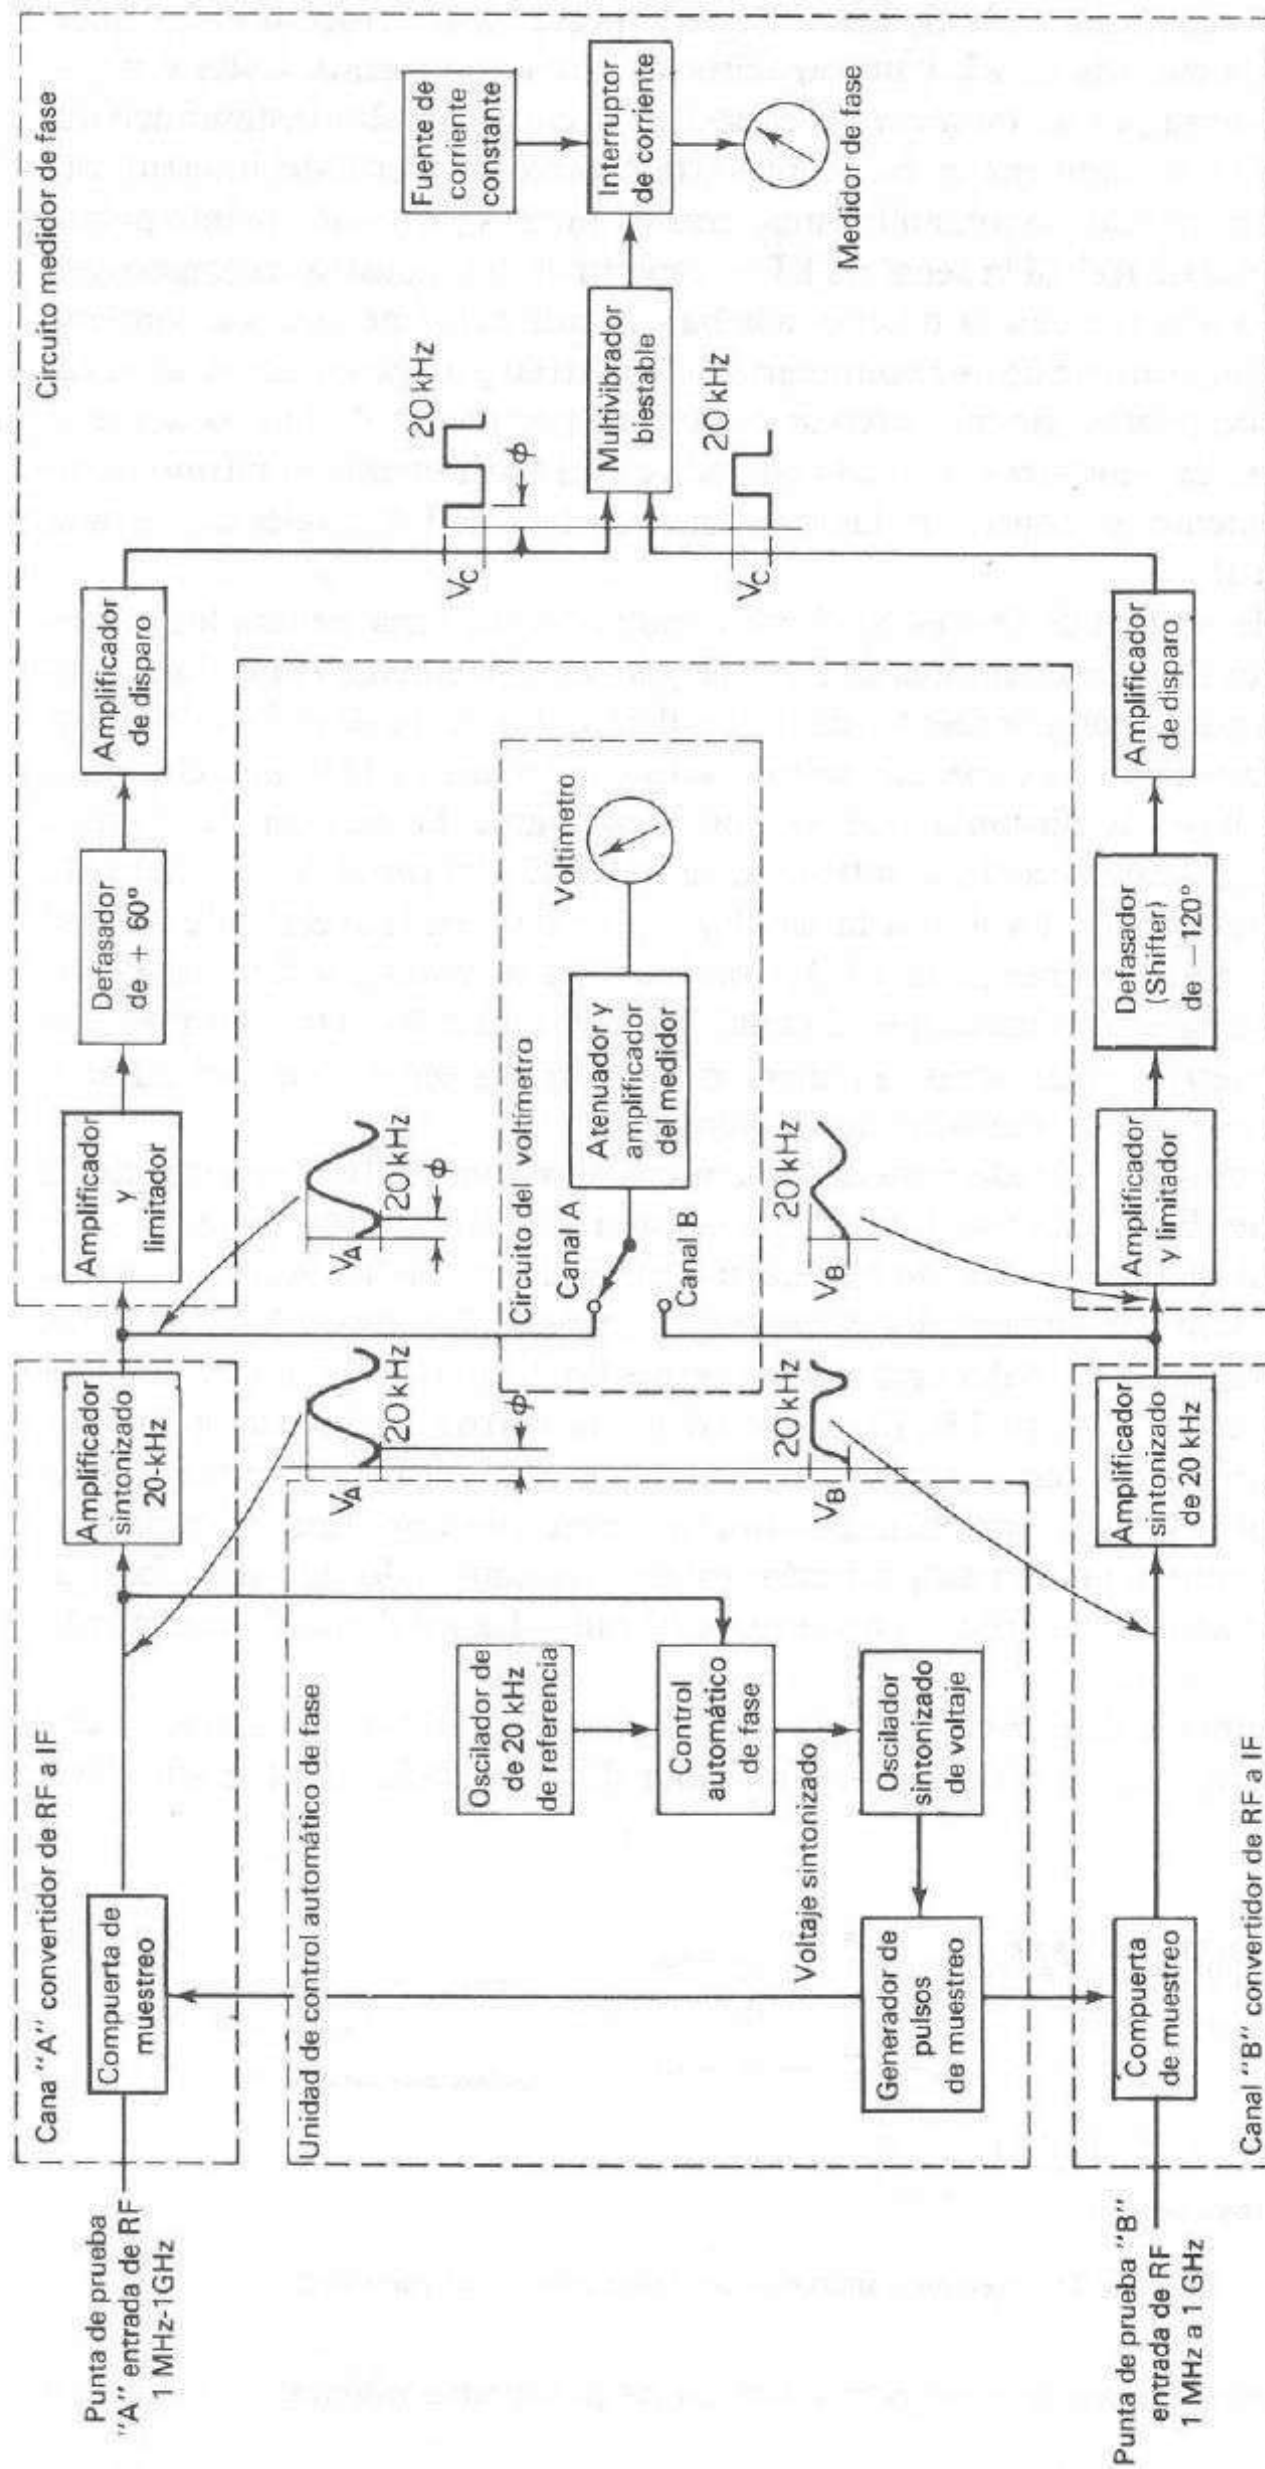 Punta de prueba
"A" entrada de RF
1 MHz-1GHz
Cana "A" convertidor de RF a IF
Compuerta de
muestreo
Amplificador
sintonizado
20-kHz
Amplificador
y
limitador
Defasador
de + 60°
Amplificador
de disparo
Circuito medidor de fase
VA
20 kHz
ϕ
VA
20 kHz
ϕ
VC
20 kHz
ϕ
Fuente de
corriente
constante
Interruptor
de corriente
Multivibrador
biestable
Medidor de fase
VC
20 kHz
Unidad de control automático de fase
Oscilador de
de 20 kHz
de referencia
Control
automático
de fase
Voltaje sintonizado
Oscilador
sintonizado
de voltaje
Generador de
pulsos
de muestreo
Circuito del voltímetro
Canal A
Canal B
Atenuador y
amplificador
del medidor
Voltímetro
VB
20 kHz
VB
20 kHz
Punta de prueba "B"
entrada de RF
1 MHz a 1 GHz
Compuerta
de muestreo
Amplificador
sintonizado
de 20 kHz
Amplificador
y limitador
Defasador
(Shifter)
de —120°
Amplificador
de disparo
Canal "B" convertidor de RF a IF